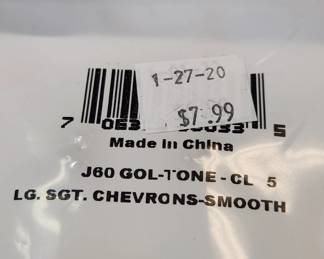 1-27-20
$7.99
7 5
Made in China
J60 GOL-TONE-CL 5
LG. SGT. CHEVRONS-SMOOTH